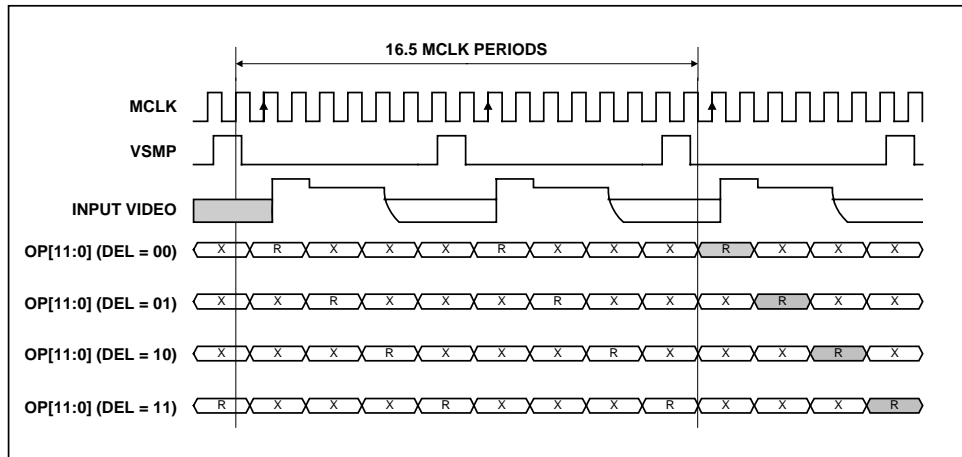 16.5 MCLK PERIODS
MCLK
VSMP
INPUT VIDEO
OP[11:0] (DEL = 00) X R X X X R X X X R X X X
OP[11:0] (DEL = 01) X X R X X X R X X X R X X
OP[11:0] (DEL = 10) X X X R X X X R X X X R X
OP[11:0] (DEL = 11) R X X X R X X X R X X X R